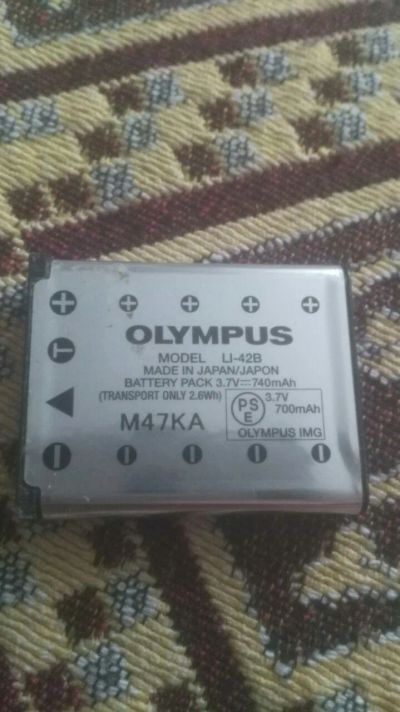 OLYMPUS
MODEL LI-42B
MADE IN JAPAN/JAPON
BATTERY PACK 3.7V⎓740mAh
(TRANSPORT ONLY 2.6Wh)
M47KA
T
PS
E
3.7V
700mAh
OLYMPUS IMG